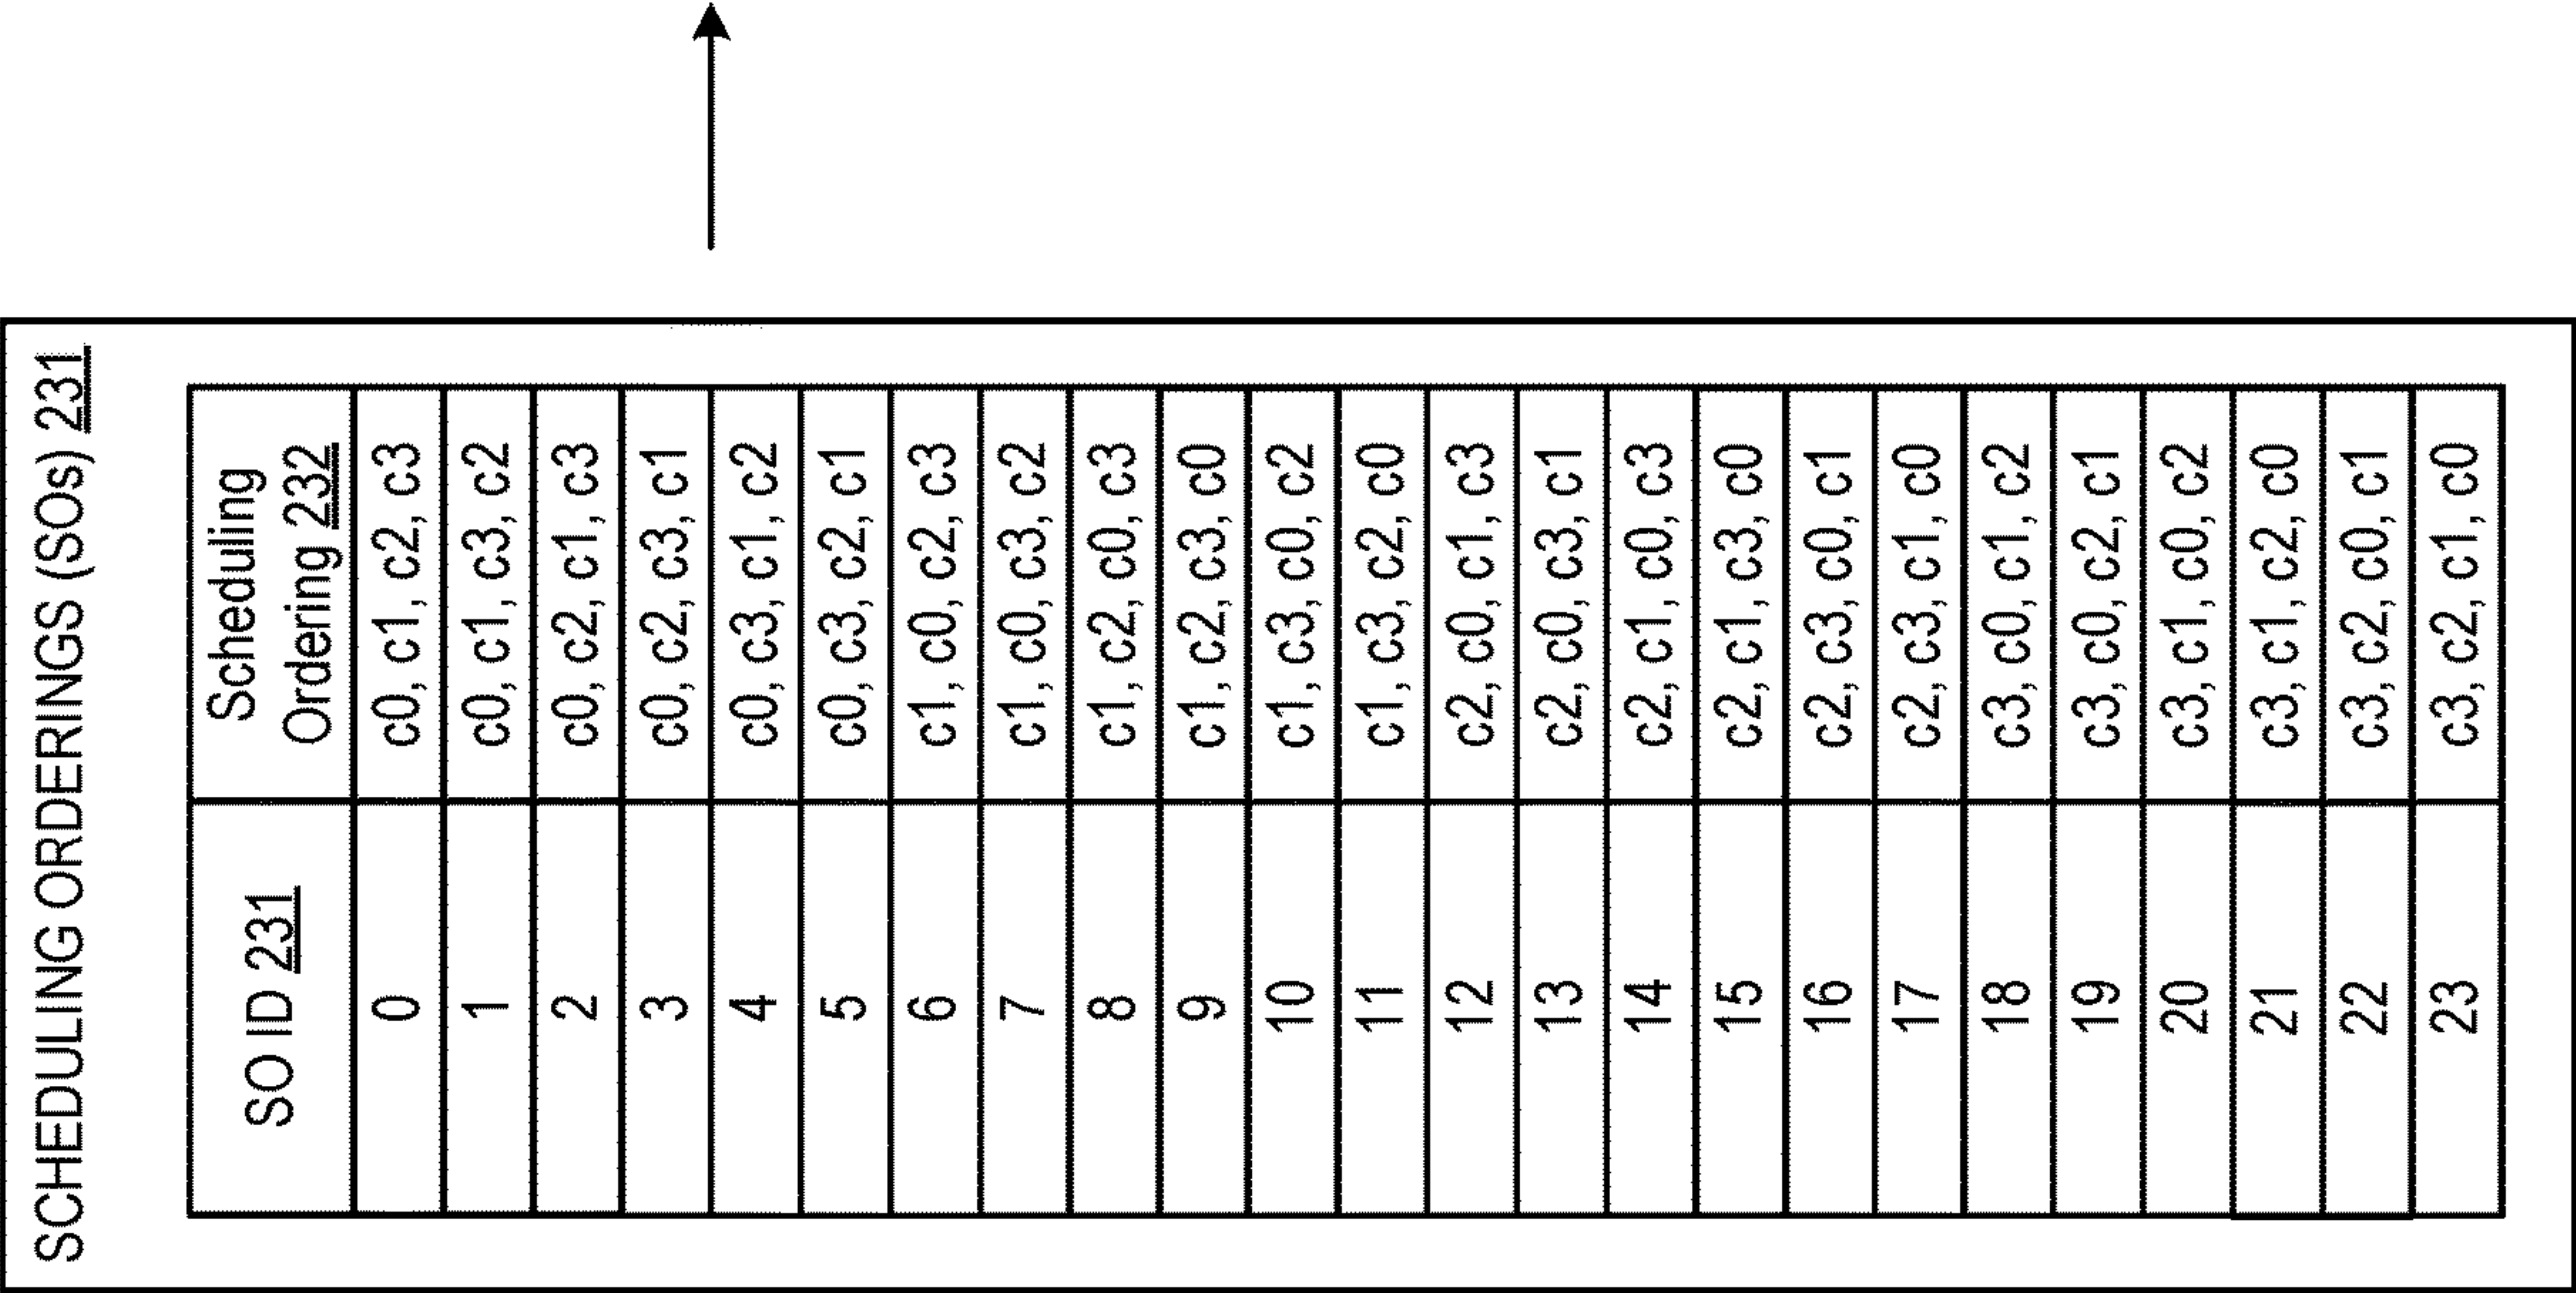 SCHEDULING ORDERINGS (SOs) 231
SO ID 231 Scheduling Ordering 232
0 c0, c1, c2, c3
1 c0, c1, c3, c2
2 c0, c2, c1, c3
3 c0, c2, c3, c1
4 c0, c3, c1, c2
5 c0, c3, c2, c1
6 c1, c0, c2, c3
7 c1, c0, c3, c2
8 c1, c2, c0, c3
9 c1, c2, c3, c0
10 c1, c3, c0, c2
11 c1, c3, c2, c0
12 c2, c0, c1, c3
13 c2, c0, c3, c1
14 c2, c1, c0, c3
15 c2, c1, c3, c0
16 c2, c3, c0, c1
17 c2, c3, c1, c0
18 c3, c0, c1, c2
19 c3, c0, c2, c1
20 c3, c1, c0, c2
21 c3, c1, c2, c0
22 c3, c2, c0, c1
23 c3, c2, c1, c0